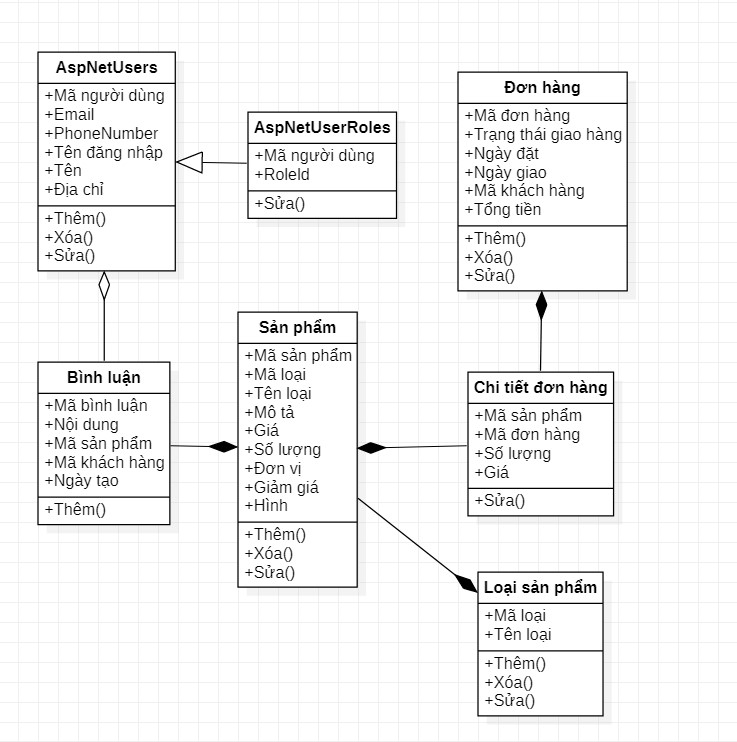 AspNetUsers
+Mã người dùng
+Email
+PhoneNumber
+Tên đăng nhập
+Tên
+Địa chỉ
+Thêm()
+Xóa()
+Sửa()
AspNetUserRoles
+Mã người dùng
+RoleId
+Sửa()
Đơn hàng
+Mã đơn hàng
+Trạng thái giao hàng
+Ngày đặt
+Ngày giao
+Mã khách hàng
+Tổng tiền
+Thêm()
+Xóa()
+Sửa()
Bình luận
+Mã bình luận
+Nội dung
+Mã sản phẩm
+Mã khách hàng
+Ngày tạo
+Thêm()
Sản phẩm
+Mã sản phẩm
+Mã loại
+Tên loại
+Mô tả
+Giá
+Số lượng
+Đơn vị
+Giảm giá
+Hình
+Thêm()
+Xóa()
+Sửa()
Chi tiết đơn hàng
+Mã sản phẩm
+Mã đơn hàng
+Số lượng
+Giá
+Sửa()
Loại sản phẩm
+Mã loại
+Tên loại
+Thêm()
+Xóa()
+Sửa()